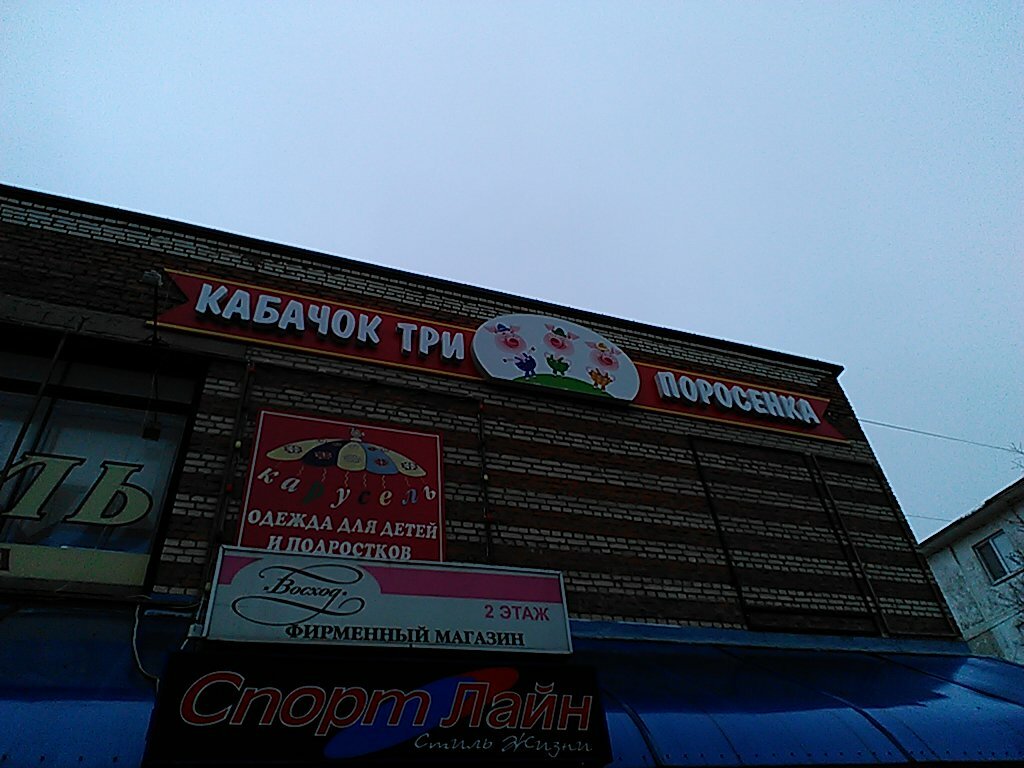 КАБАЧОК ТРИ ПОРОСЕНКА
карусель
ОДЕЖДА ДЛЯ ДЕТЕЙ
И ПОДРОСТКОВ
Восход
2 ЭТАЖ
ФИРМЕННЫЙ МАГАЗИН
Спорт Лайн
Стиль Жизни